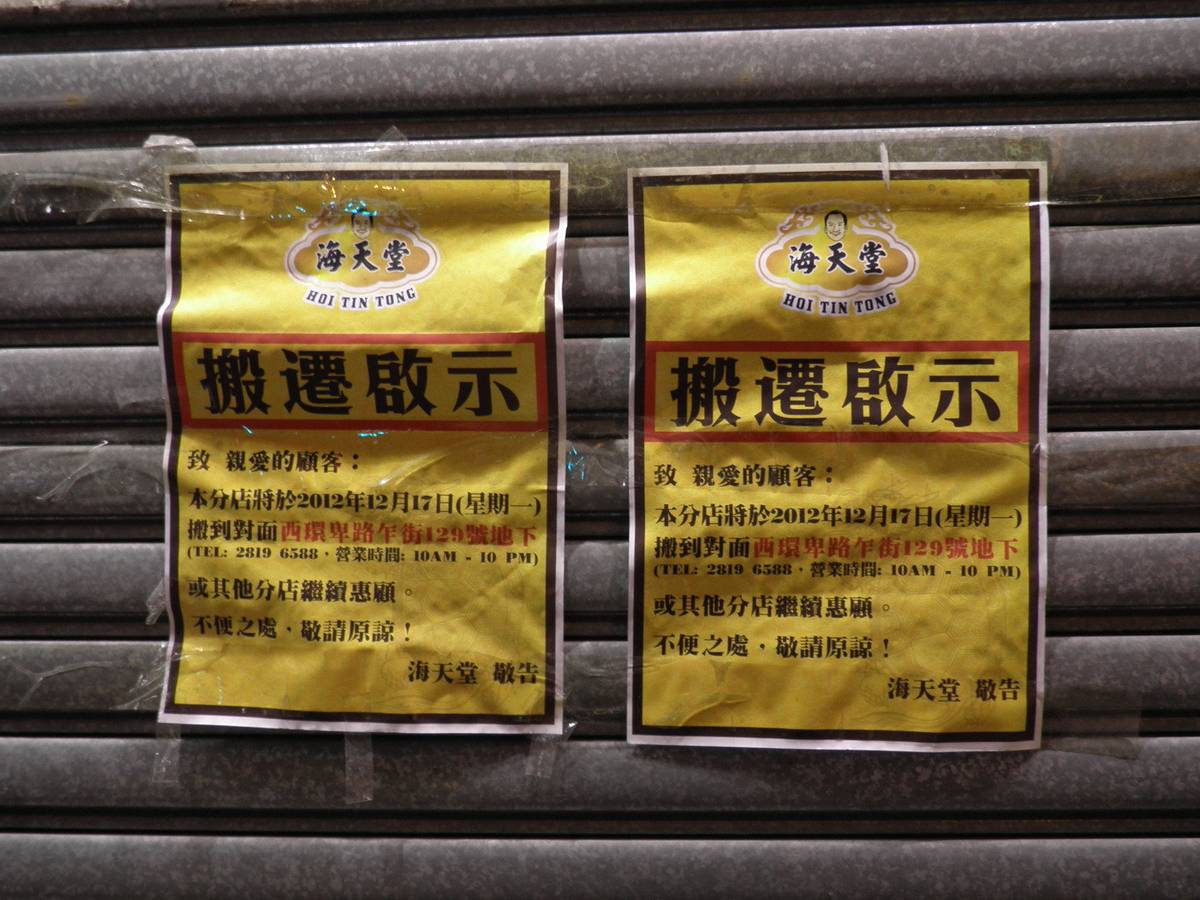 海天堂
HOI TIN TONG
搬遷啟示
致 親愛的顧客：
本分店將於2012年12月17日(星期一)
搬到對面西環卑路乍街129號地下
(TEL: 2819 6588，營業時間: 10AM - 10 PM)
或其他分店繼續惠顧。
不便之處，敬請原諒！
海天堂 敬告
海天堂
HOI TIN TONG
搬遷啟示
致 親愛的顧客：
本分店將於2012年12月17日(星期一)
搬到對面西環卑路乍街129號地下
(TEL: 2819 6588，營業時間: 10AM - 10 PM)
或其他分店繼續惠顧。
不便之處，敬請原諒！
海天堂 敬告